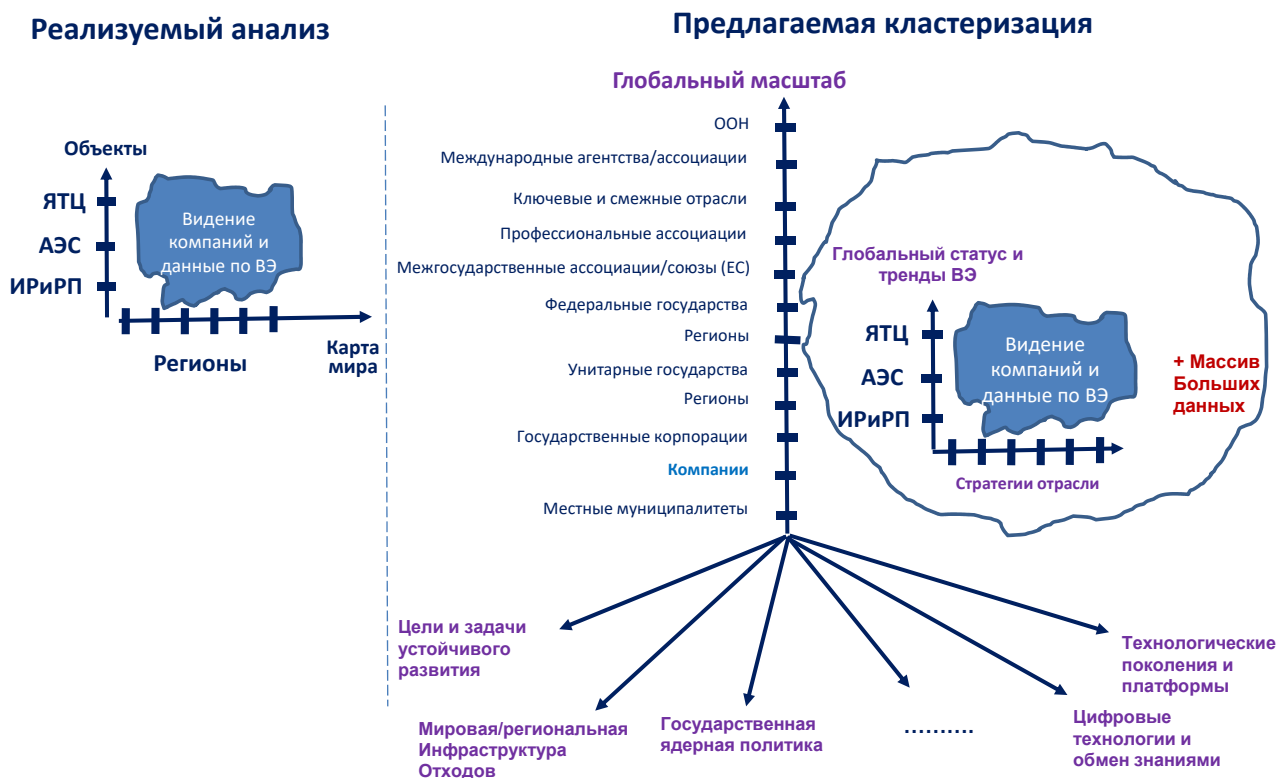 Реализуемый анализ
Объекты
ЯТЦ
АЭС
ИРиРП
Видение
компаний и
данные по ВЭ
Регионы
Карта
мира
Предлагаемая кластеризация
Глобальный масштаб
ООН
Международные агентства/ассоциации
Ключевые и смежные отрасли
Профессиональные ассоциации
Межгосударственные ассоциации/союзы (ЕС)
Федеральные государства
Регионы
Унитарные государства
Регионы
Государственные корпорации
Компании
Местные муниципалитеты
Глобальный статус и
тренды ВЭ
ЯТЦ
АЭС
ИРиРП
Видение
компаний и
данные по ВЭ
Стратегии отрасли
+ Массив
Больших
данных
Цели и задачи
устойчивого
развития
Мировая/региональная
Инфраструктура
Отходов
Государственная
ядерная политика
..........
Цифровые
технологии и
обмен знаниями
Технологические
поколения и
платформы